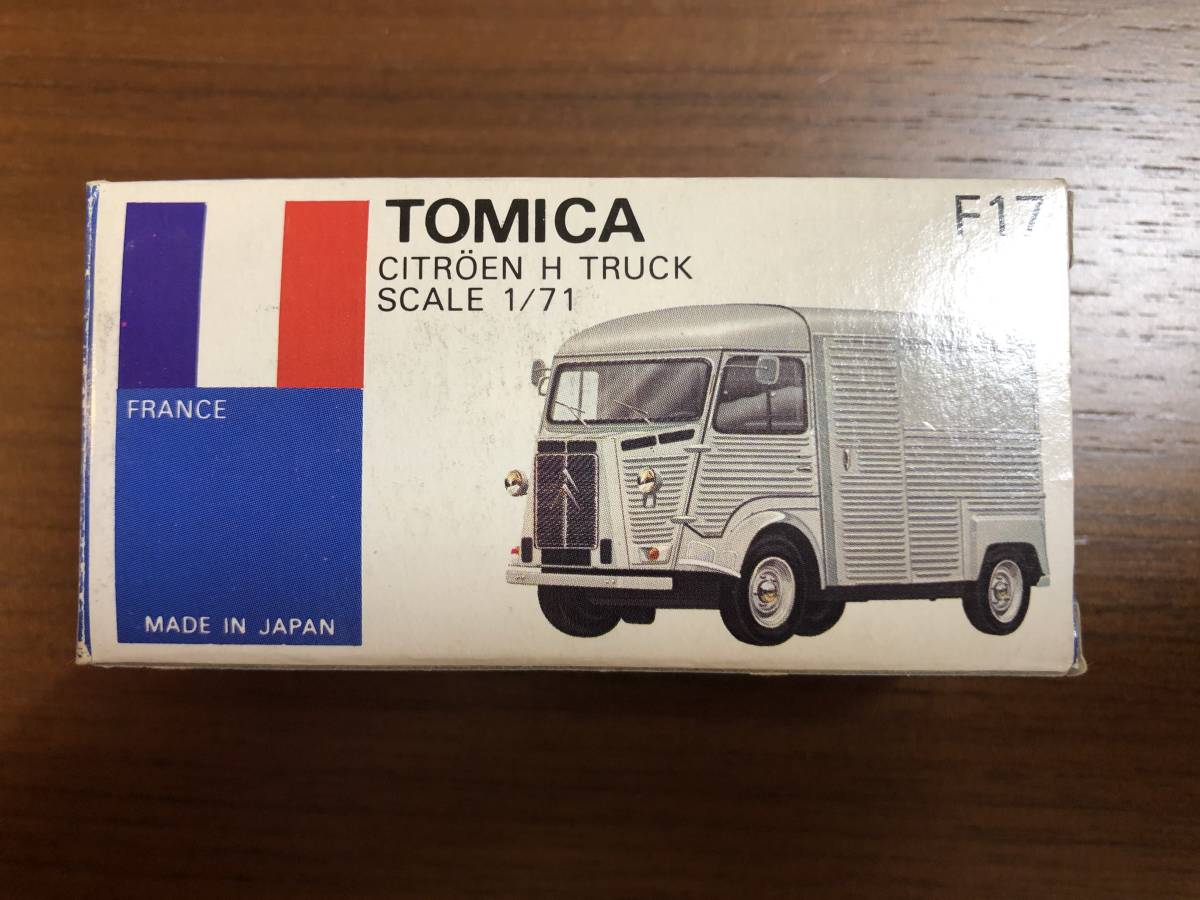 TOMICA
CITRÖEN H TRUCK
SCALE 1/71
F17
FRANCE
MADE IN JAPAN